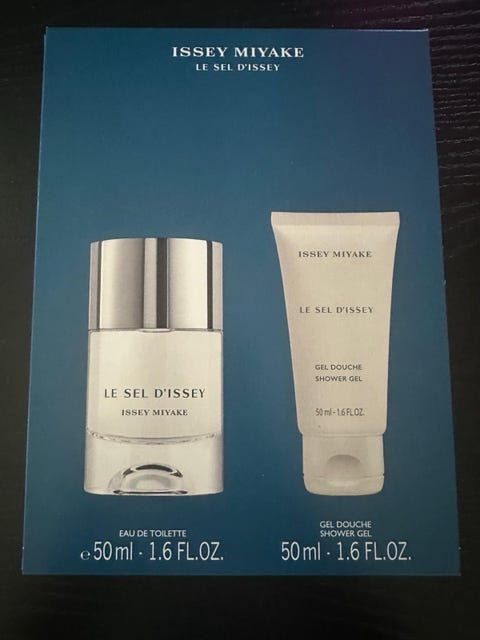 ISSEY MIYAKE
LE SEL D'ISSEY
ISSEY MIYAKE
LE SEL D'ISSEY
GEL DOUCHE
SHOWER GEL
50 ml - 1.6 FL.OZ.
LE SEL D'ISSEY
ISSEY MIYAKE
EAU DE TOILETTE
℮ 50 ml · 1.6 FL.OZ.
GEL DOUCHE
SHOWER GEL
50 ml · 1.6 FL.OZ.